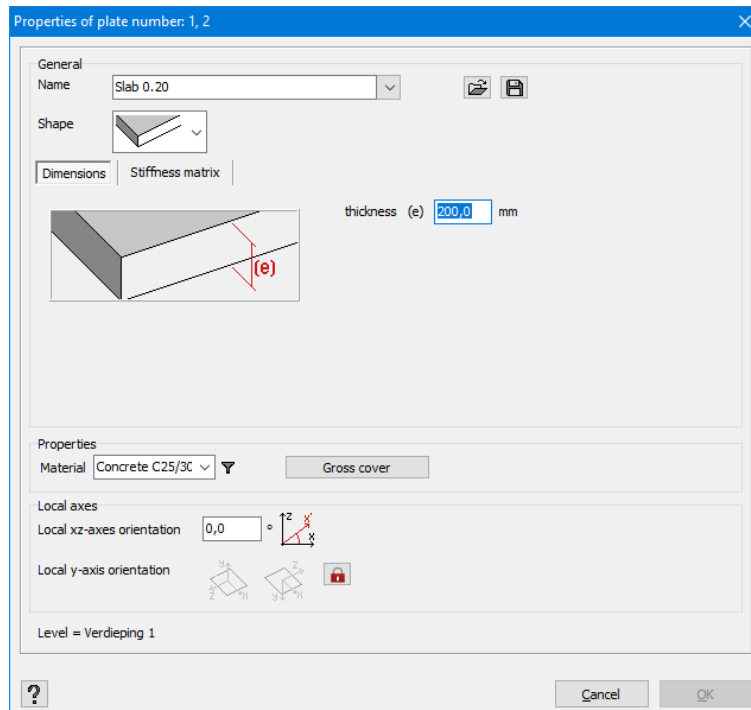 Properties of plate number: 1, 2
General
Name Slab 0.20
Shape
Dimensions Stiffness matrix
thickness (e) 200,0 mm
(e)
Properties
Material Concrete C25/30 Gross cover
Local axes
Local xz-axes orientation 0,0 ° z x' x
Local y-axis orientation y z x z y x
Level = Verdieping 1
? Cancel OK